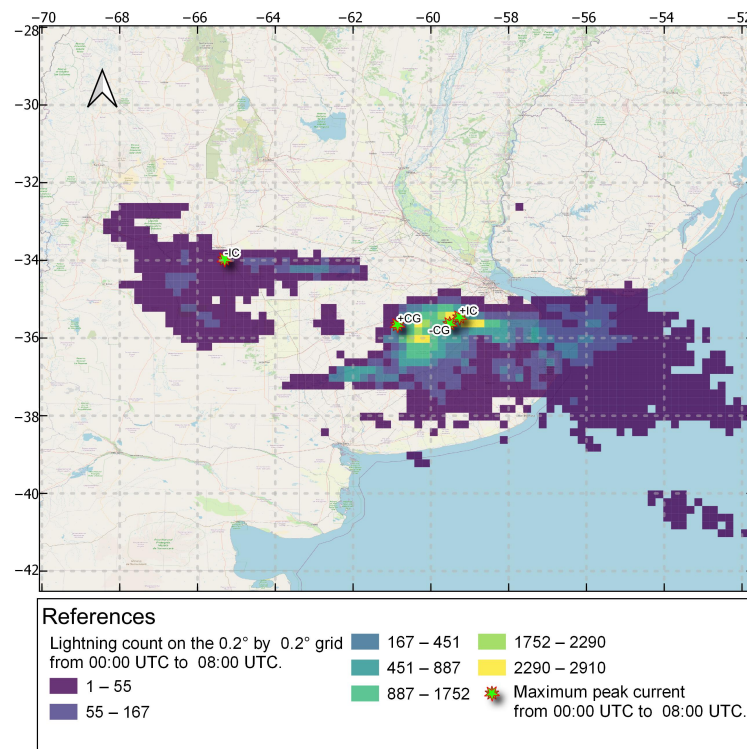 −70 −68 −66 −64 −62 −60 −58 −56 −54 −52
−28
−30
−32
−34
−36
−38
−40
−42
-IC
+CG
+IC
-CG
References
Lightning count on the 0.2° by 0.2° grid
from 00:00 UTC to 08:00 UTC.
1 – 55
55 – 167
167 – 451
451 – 887
887 – 1752
1752 – 2290
2290 – 2910
Maximum peak current
from 00:00 UTC to 08:00 UTC.